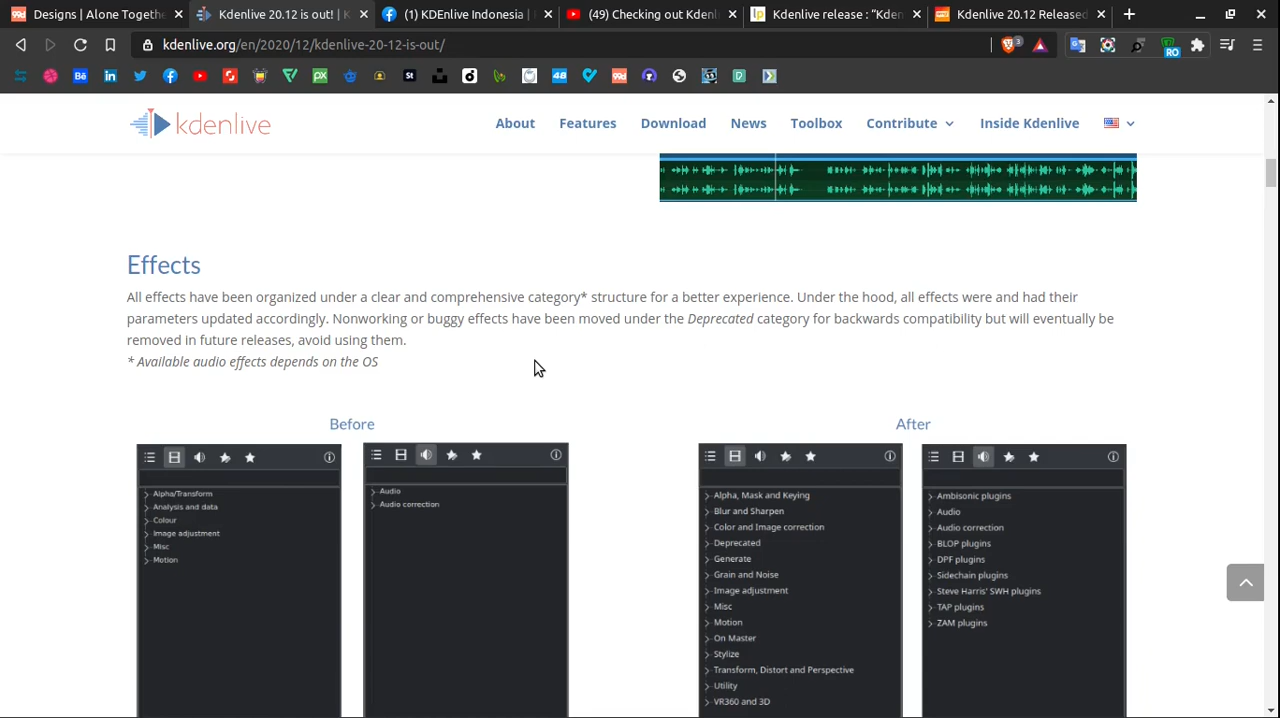 Designs | Alone Togethe
Kdenlive 20.12 is out! | K
(1) KDEnlive Indonesia |
(49) Checking out Kdenl
Kdenlive release : “Kden
Kdenlive 20.12 Released
kdenlive.org/en/2020/12/kdenlive-20-12-is-out/
3
RO
Bē
in
PX
St
48
99d
kdenlive
About
Features
Download
News
Toolbox
Contribute
Inside Kdenlive
Effects
All effects have been organized under a clear and comprehensive category* structure for a better experience. Under the hood, all effects were and had their
parameters updated accordingly. Nonworking or buggy effects have been moved under the Deprecated category for backwards compatibility but will eventually be
removed in future releases, avoid using them.
* Available audio effects depends on the OS
Before
After
Alpha/Transform
Analysis and data
Colour
Image adjustment
Misc
Motion
Audio
Audio correction
Alpha, Mask and Keying
Blur and Sharpen
Color and Image correction
Deprecated
Generate
Grain and Noise
Image adjustment
Misc
Motion
On Master
Stylize
Transform, Distort and Perspective
Utility
VR360 and 3D
Ambisonic plugins
Audio
Audio correction
BLOP plugins
DPF plugins
Sidechain plugins
Steve Harris' SWH plugins
TAP plugins
ZAM plugins